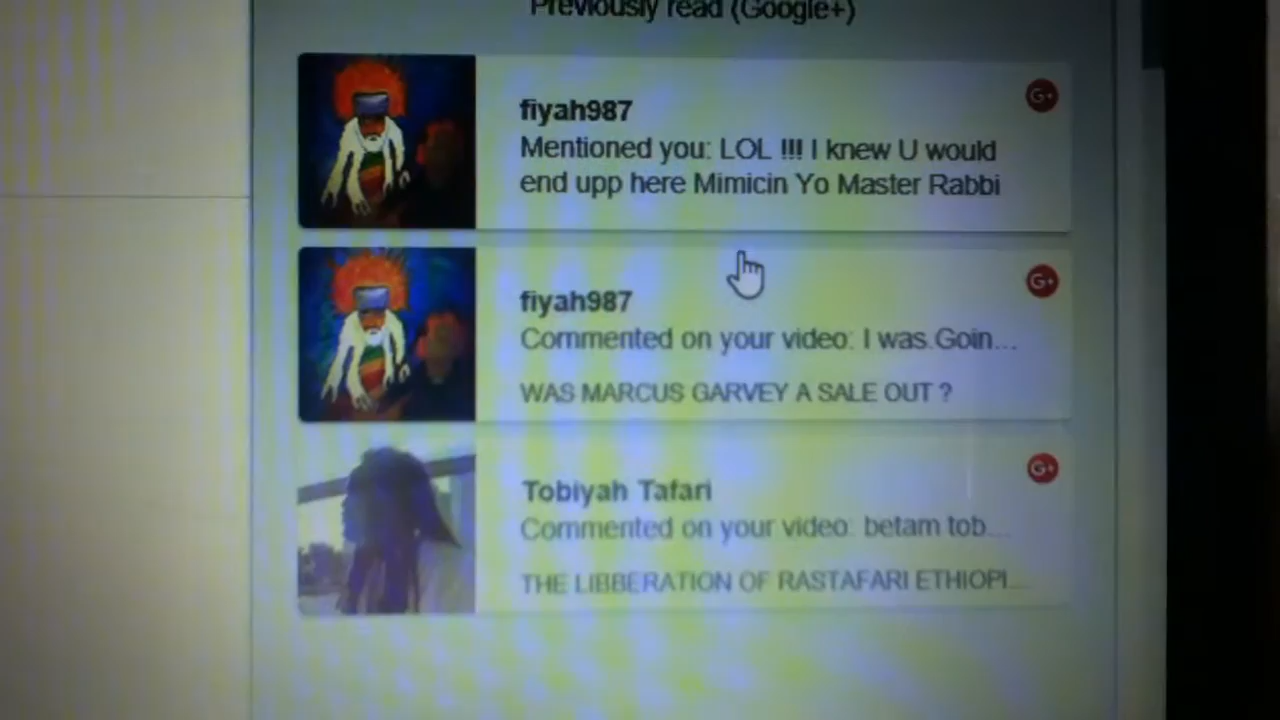 Previously read (Google+)
fiyah987
Mentioned you: LOL !!! I knew U would
end upp here Mimicin Yo Master Rabbi
G+
fiyah987
Commented on your video: I was.Goin...
WAS MARCUS GARVEY A SALE OUT ?
G+
Tobiyah Tafari
Commented on your video: betam tob...
THE LIBBERATION OF RASTAFARI ETHIOPI...
G+